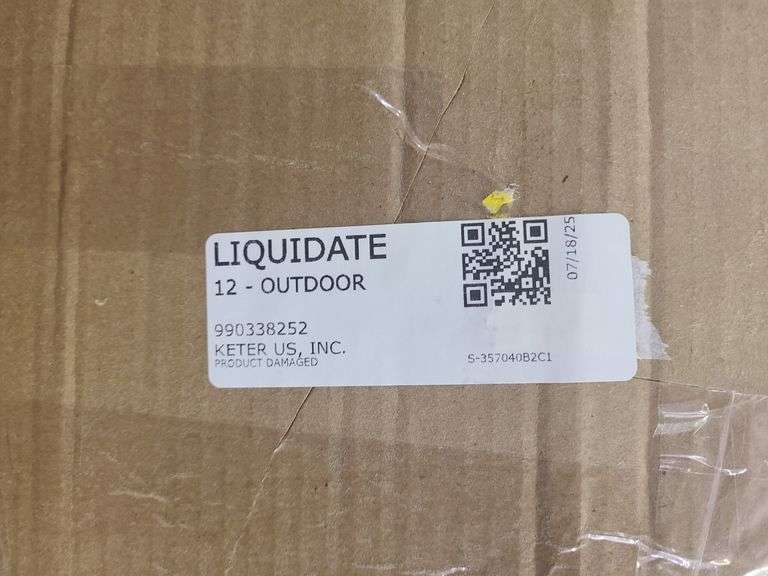 LIQUIDATE
12 - OUTDOOR
07/18/25
990338252
KETER US, INC.
PRODUCT DAMAGED
S-357040B2C1